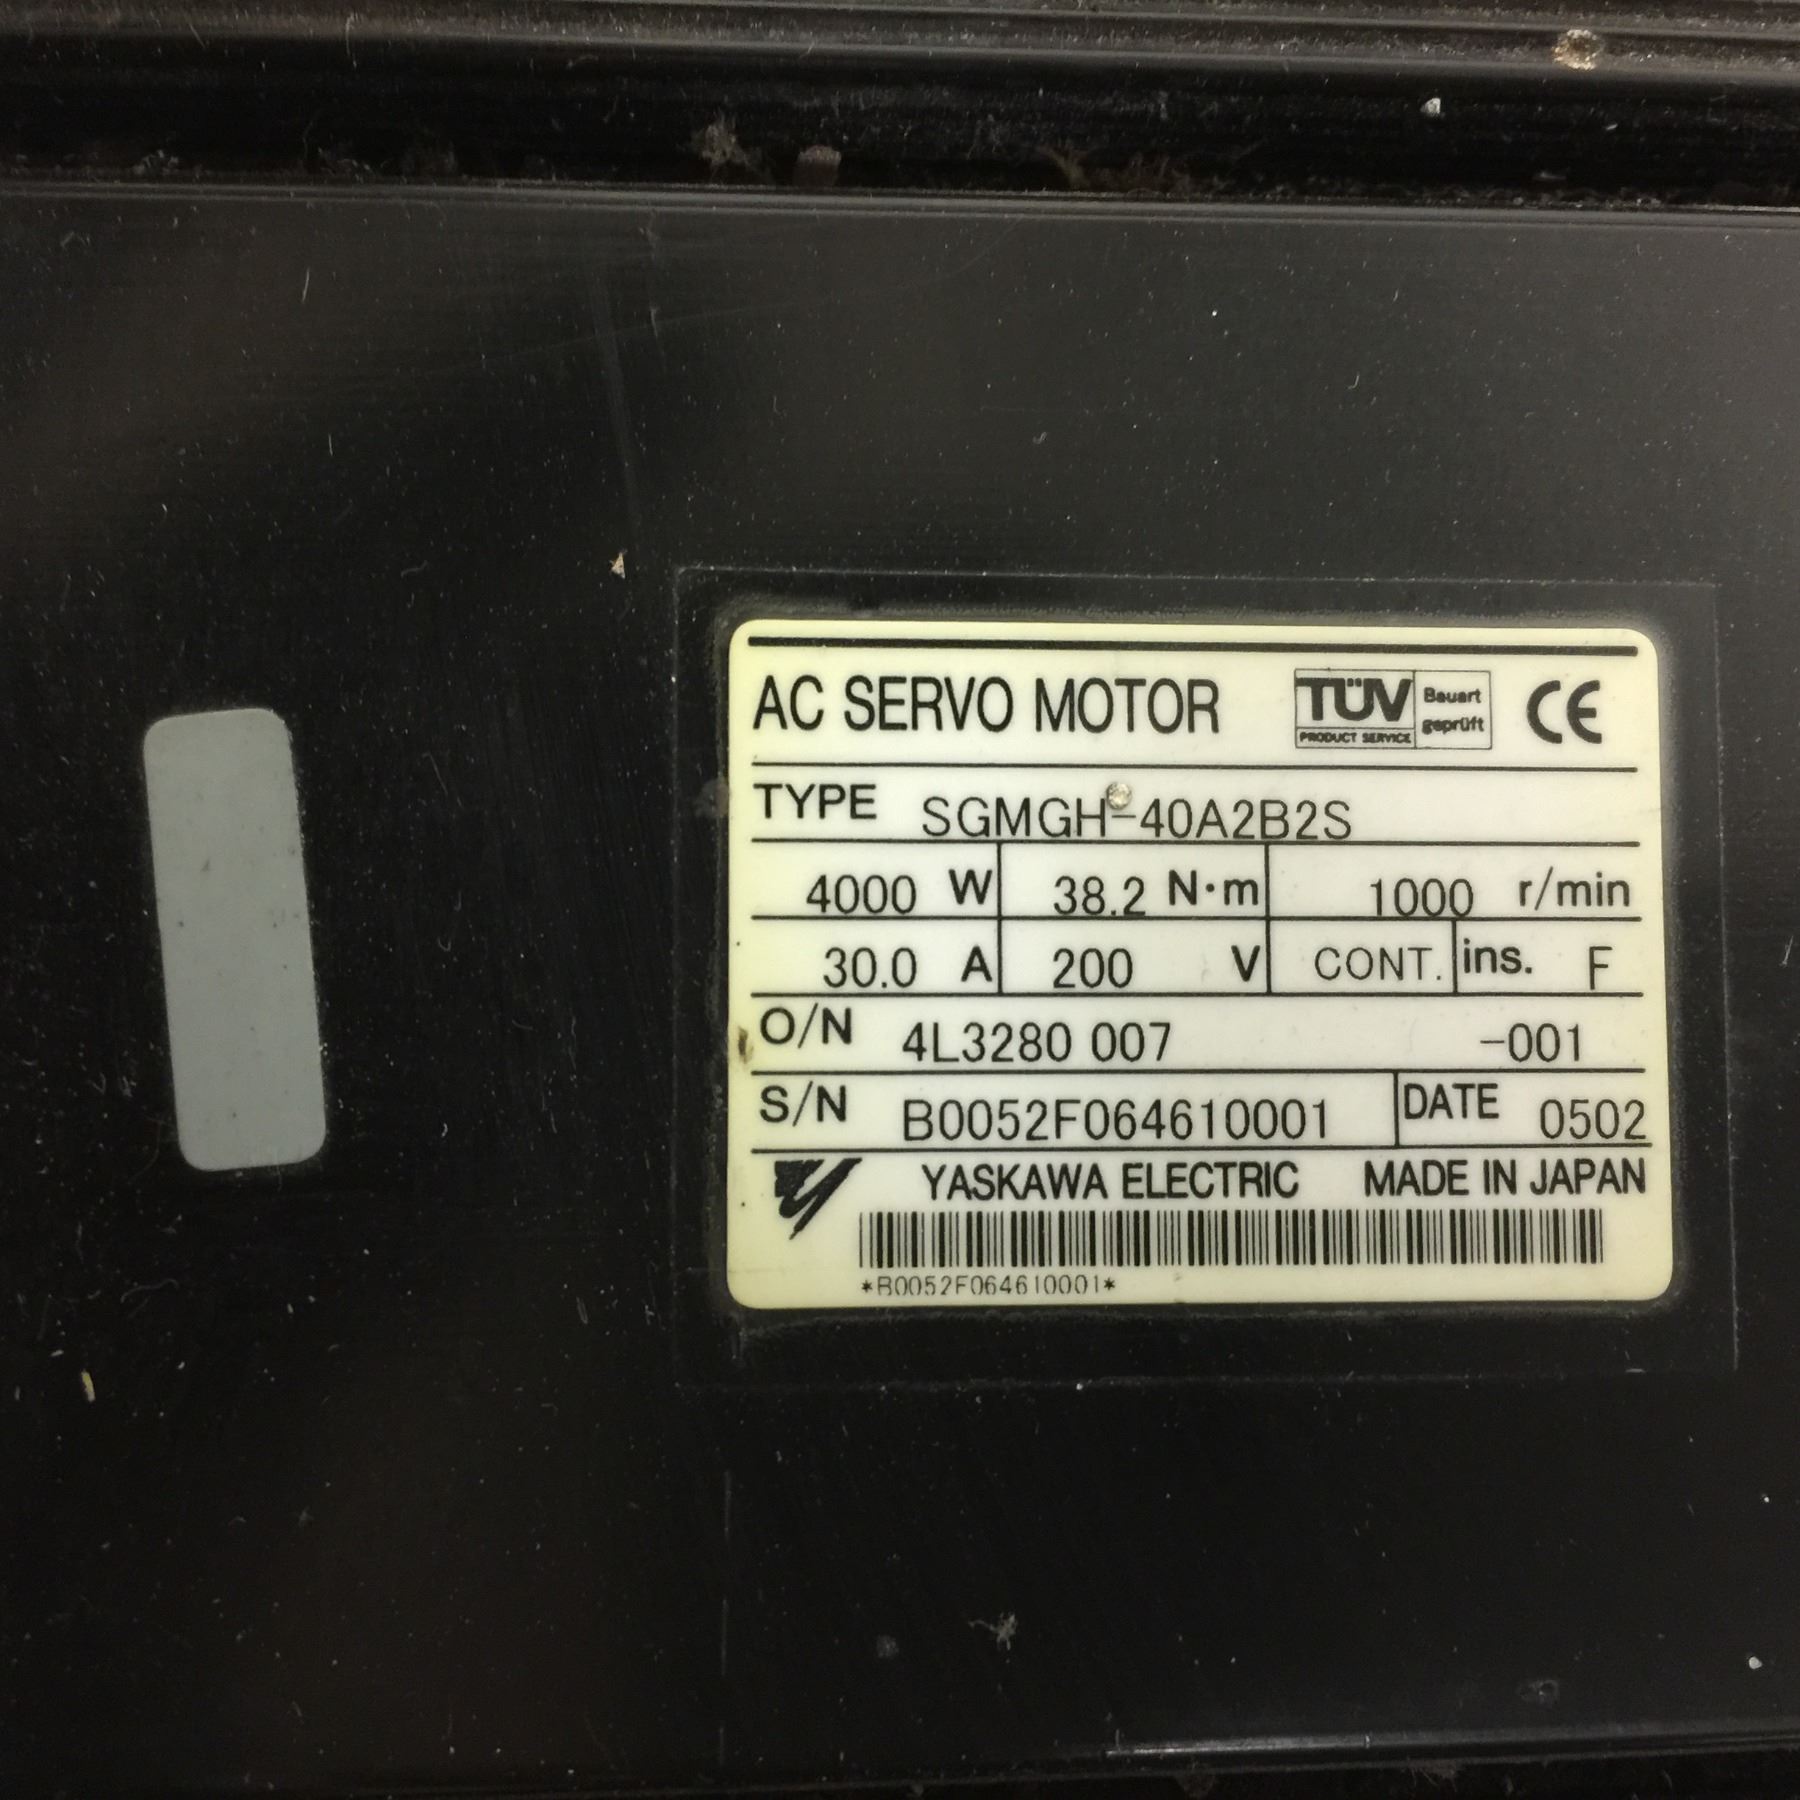 AC SERVO MOTOR TÜV PRODUCT SERVICE Bauart geprüft CE
TYPE SGMGH-40A2B2S
4000 W 38.2 N·m 1000 r/min
30.0 A 200 V CONT. ins. F
O/N 4L3280 007 -001
S/N B0052F064610001 DATE 0502
YASKAWA ELECTRIC MADE IN JAPAN
*B0052F064610001*